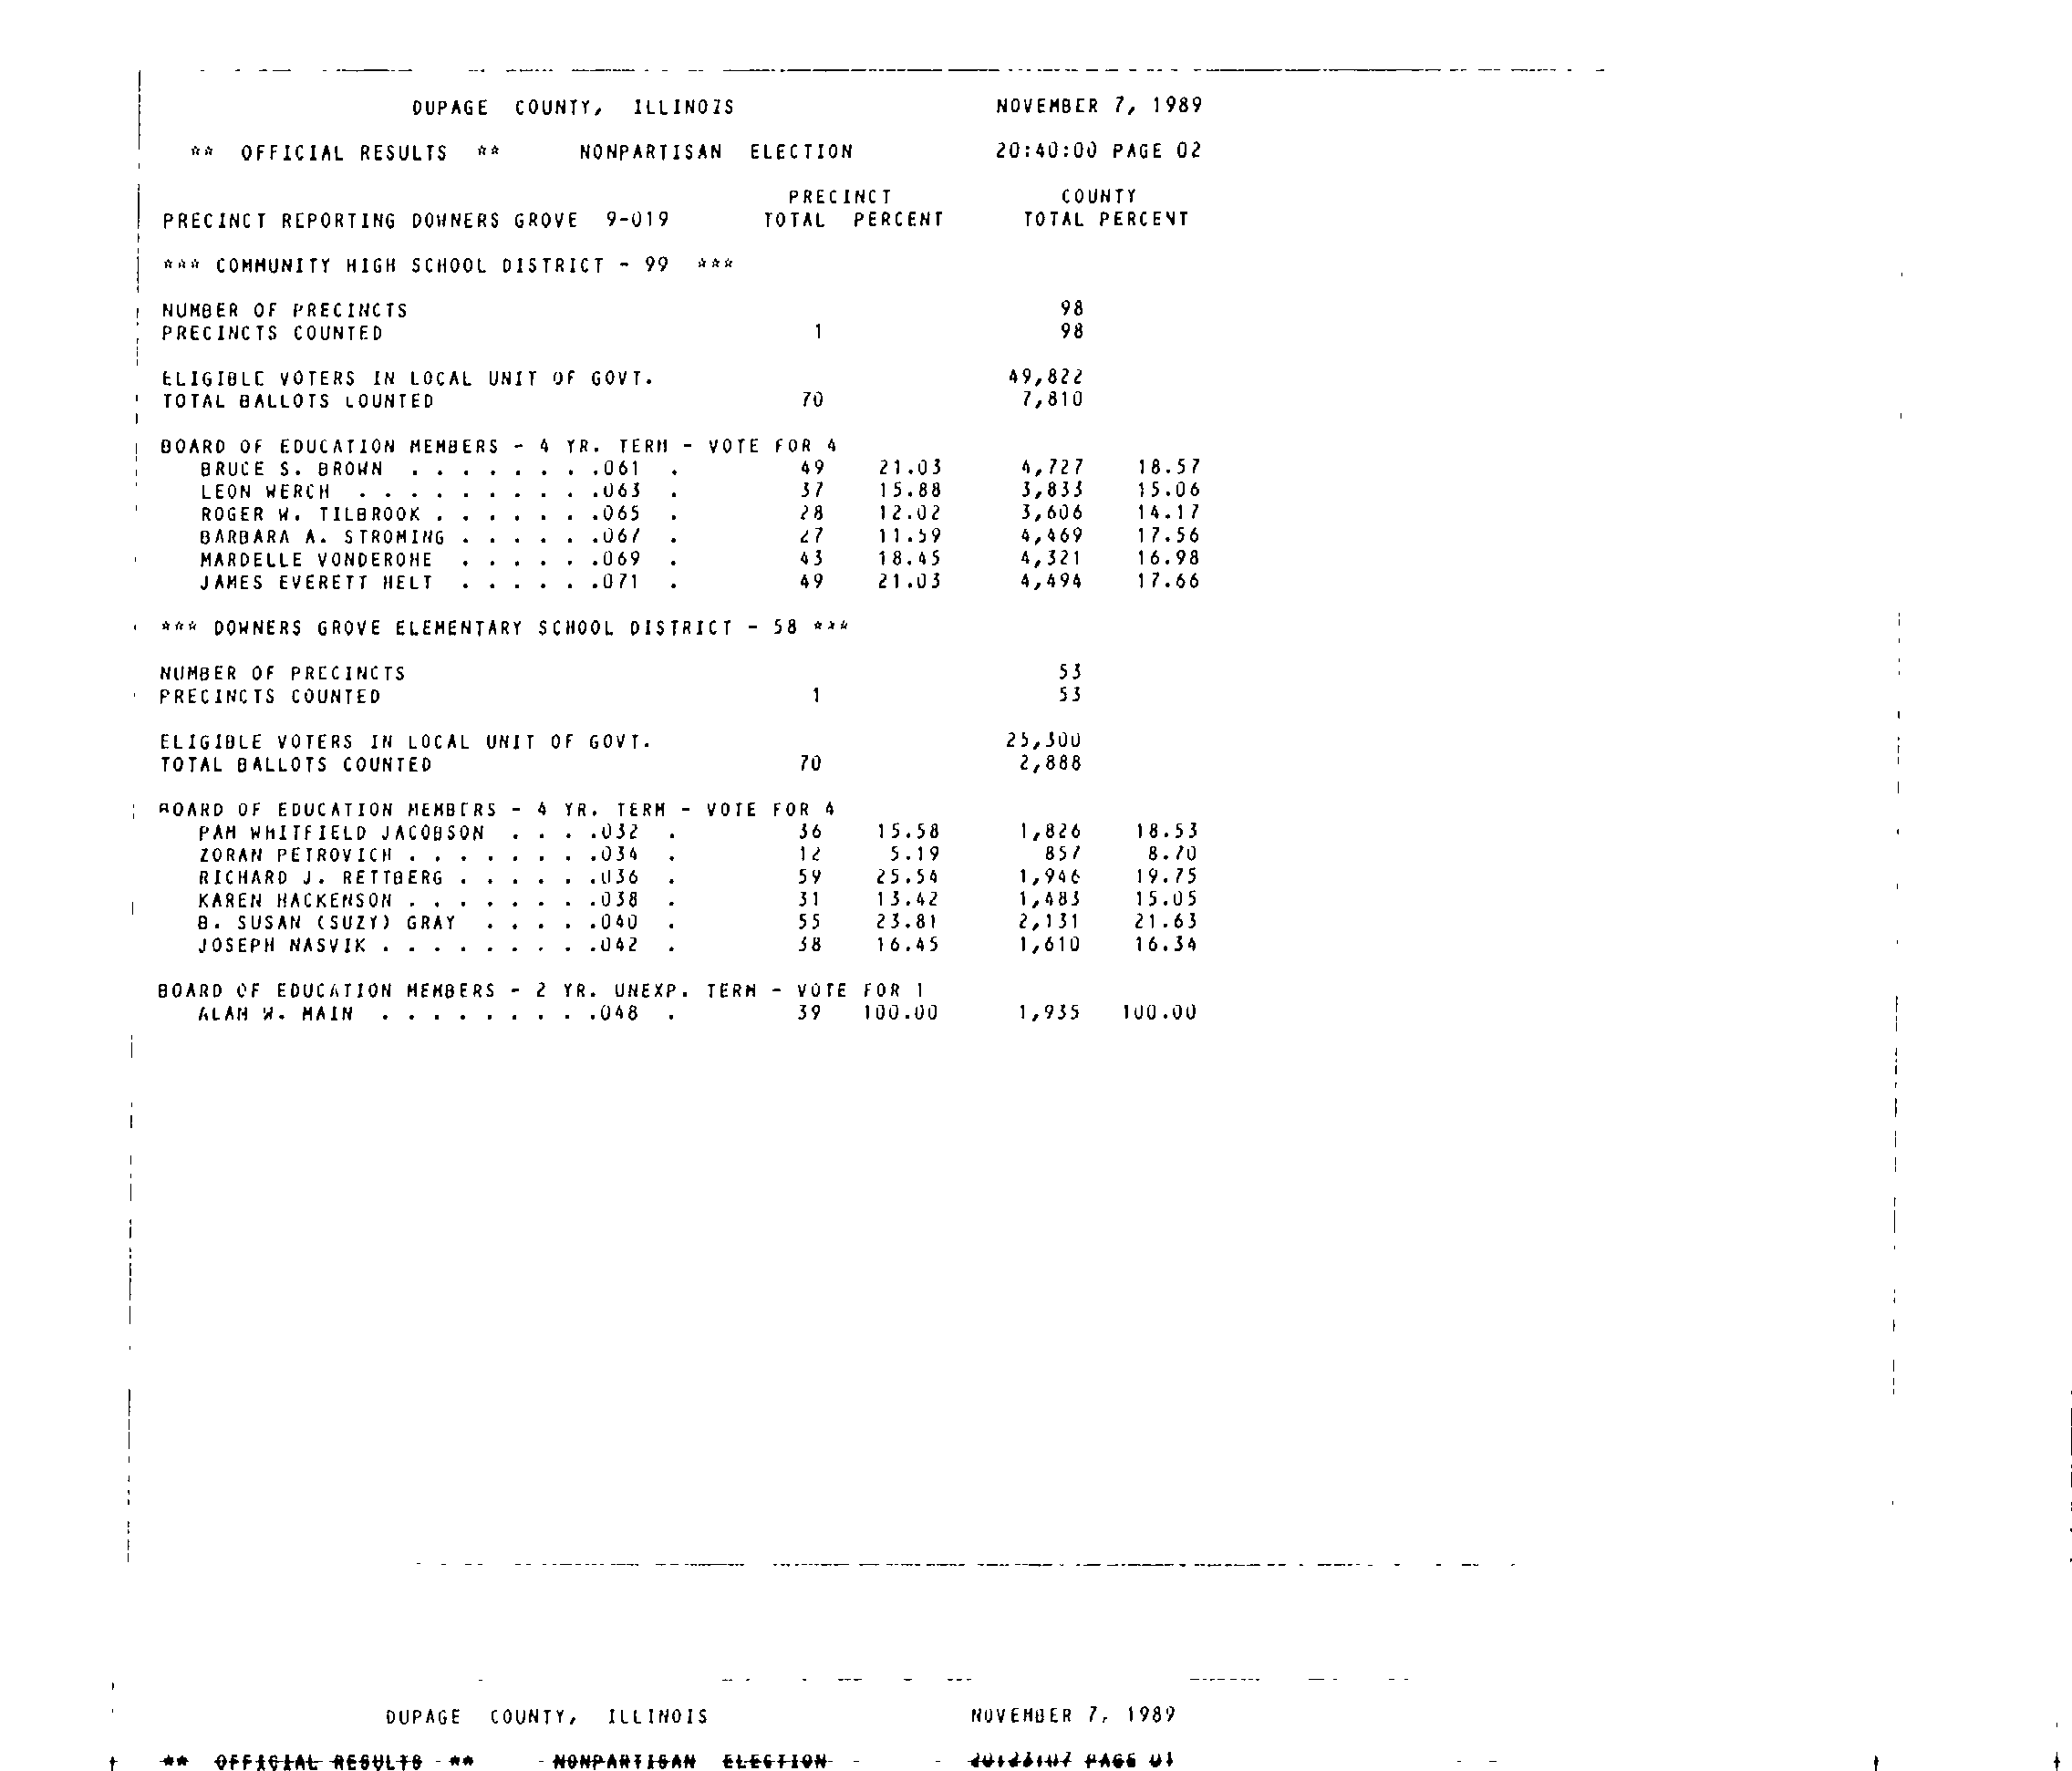 DUPAGE COUNTY, ILLINOIS NOVEMBER 7, 1989
** OFFICIAL RESULTS ** NONPARTISAN ELECTION 20:40:00 PAGE 02
PRECINCT COUNTY
PRECINCT REPORTING DOWNERS GROVE 9-019 TOTAL PERCENT TOTAL PERCENT
*** COMMUNITY HIGH SCHOOL DISTRICT - 99 ***
NUMBER OF PRECINCTS 98
PRECINCTS COUNTED 1 98
ELIGIBLE VOTERS IN LOCAL UNIT OF GOVT. 49,822
TOTAL BALLOTS COUNTED 70 7,810
BOARD OF EDUCATION MEMBERS - 4 YR. TERM - VOTE FOR 4
BRUCE S. BROWN . . . . . . . .061 . 49 21.03 4,727 18.57
LEON WERCH . . . . . . . . . .063 . 37 15.88 3,833 15.06
ROGER W. TILBROOK . . . . . . .065 . 28 12.02 3,606 14.17
BARBARA A. STROMING . . . . . .067 . 27 11.59 4,469 17.56
MARDELLE VONDEROHE . . . . . .069 . 43 18.45 4,321 16.98
JAMES EVERETT HELT . . . . . .071 . 49 21.03 4,494 17.66
*** DOWNERS GROVE ELEMENTARY SCHOOL DISTRICT - 58 ***
NUMBER OF PRECINCTS 53
PRECINCTS COUNTED 1 53
ELIGIBLE VOTERS IN LOCAL UNIT OF GOVT. 25,300
TOTAL BALLOTS COUNTED 70 2,888
BOARD OF EDUCATION MEMBERS - 4 YR. TERM - VOTE FOR 4
PAM WHITFIELD JACOBSON . . . .032 . 36 15.58 1,826 18.53
ZORAN PETROVICH . . . . . . . .034 . 12 5.19 857 8.70
RICHARD J. RETTBERG . . . . . .036 . 59 25.54 1,946 19.75
KAREN HACKENSON . . . . . . . .038 . 31 13.42 1,483 15.05
B. SUSAN (SUZY) GRAY . . . . .040 . 55 23.81 2,131 21.63
JOSEPH NASVIK . . . . . . . . .042 . 38 16.45 1,610 16.34
BOARD OF EDUCATION MEMBERS - 2 YR. UNEXP. TERM - VOTE FOR 1
ALAN W. MAIN . . . . . . . . .048 . 39 100.00 1,935 100.00
DUPAGE COUNTY, ILLINOIS NOVEMBER 7, 1989
** OFFICIAL RESULTS ** NONPARTISAN ELECTION PAGE 01